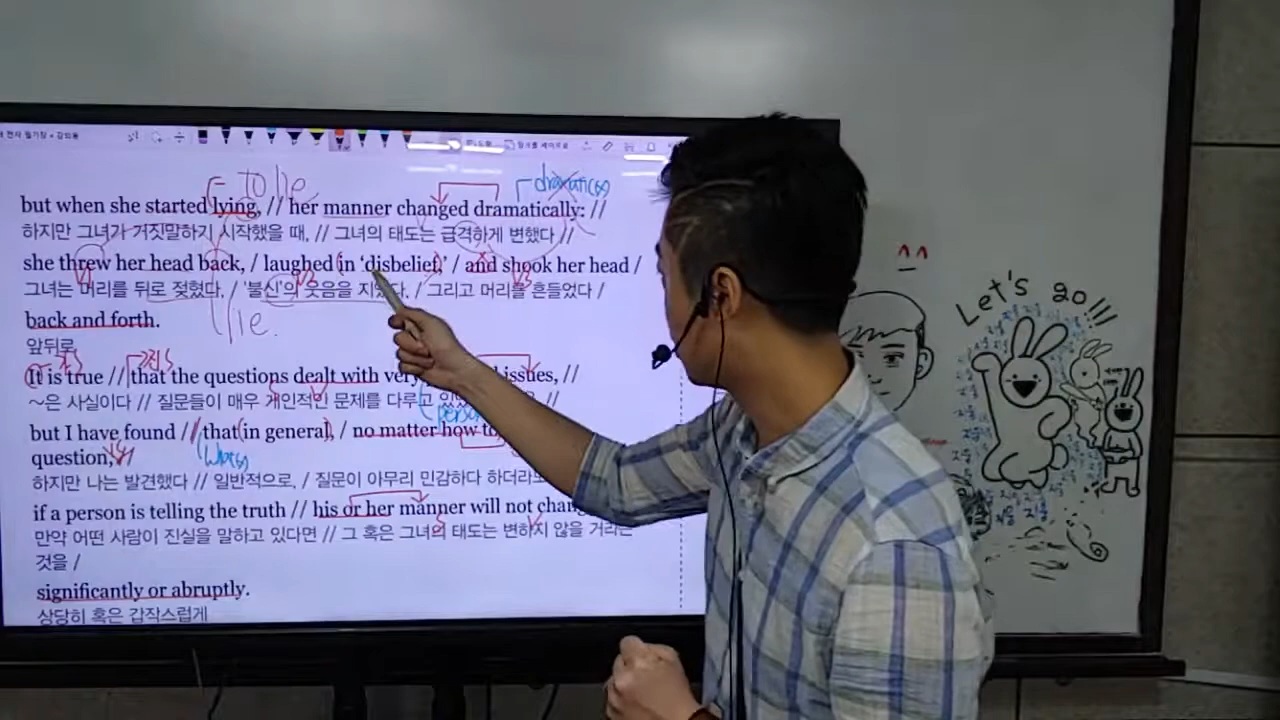 - to lie
dramatic(x)
but when she started lying, // her manner changed dramatically: //
하지만 그녀가 거짓말하기 시작했을 때, // 그녀의 태도는 급격하게 변했다 //
she threw her head back, / laughed in 'disbelief,' / and shook her head /
그녀는 머리를 뒤로 젖혔다, / '불신'의 웃음을 지었다, / 그리고 머리를 흔들었다 /
lie.
back and forth.
앞뒤로
It is true // that the questions dealt with very issues, //
~은 사실이다 // 질문들이 매우 개인적인 문제를 다루고 //
but I have found // that in general, / no matter how
what(x)
question, //
하지만 나는 발견했다 // 일반적으로, / 질문이 아무리 민감하다 하더라도
if a person is telling the truth // his or her manner will not
만약 어떤 사람이 진실을 말하고 있다면 // 그 혹은 그녀의 태도는 변하지 않을 거라는
것을 /
significantly or abruptly.
상당히 혹은 갑작스럽게
Let's go!!!